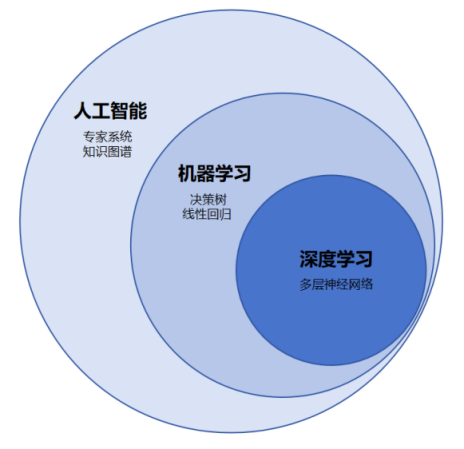 人工智能
专家系统
知识图谱
机器学习
决策树
线性回归
深度学习
多层神经网络